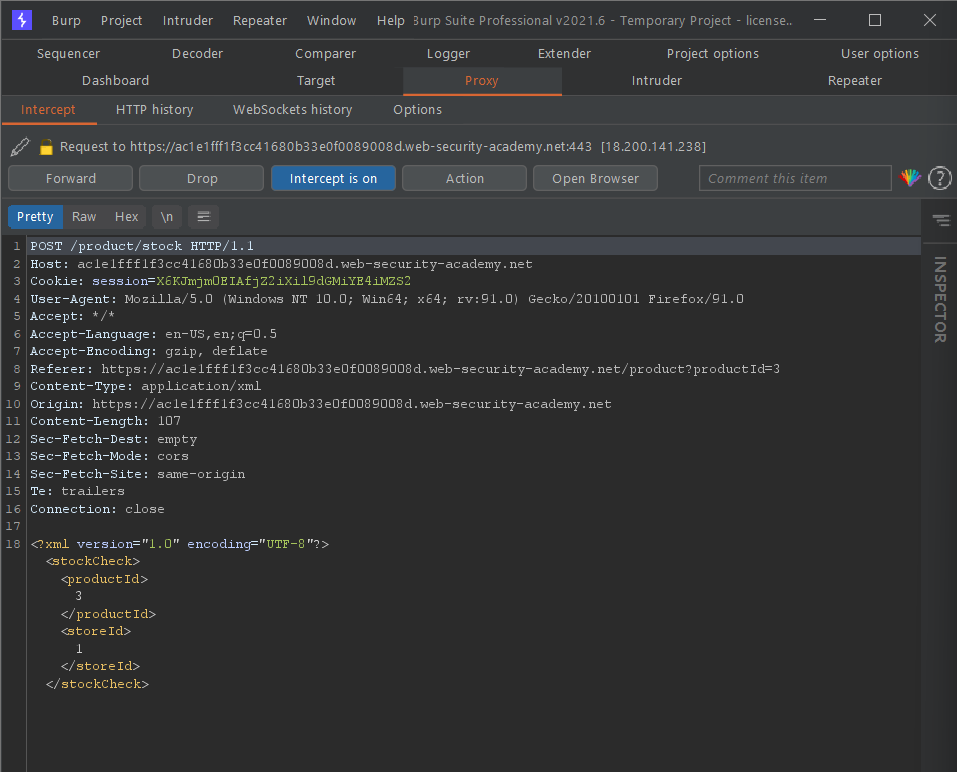 Burp Project Intruder Repeater Window Help Burp Suite Professional v2021.6 - Temporary Project - license..
Sequencer Decoder Comparer Logger Extender Project options User options
Dashboard Target Proxy Intruder Repeater
Intercept HTTP history WebSockets history Options
Request to https://ac1e1fff1f3cc41680b33e0f0089008d.web-security-academy.net:443 [18.200.141.238]
Forward Drop Intercept is on Action Open Browser Comment this item ?
Pretty Raw Hex \n
INSPECTOR
1 POST /product/stock HTTP/1.1
2 Host: ac1e1fff1f3cc41680b33e0f0089008d.web-security-academy.net
3 Cookie: session=X6KJmjm0EIAfjZ2iXil9dGMiYE4iMZS2
4 User-Agent: Mozilla/5.0 (Windows NT 10.0; Win64; x64; rv:91.0) Gecko/20100101 Firefox/91.0
5 Accept: */*
6 Accept-Language: en-US,en;q=0.5
7 Accept-Encoding: gzip, deflate
8 Referer: https://ac1e1fff1f3cc41680b33e0f0089008d.web-security-academy.net/product?productId=3
9 Content-Type: application/xml
10 Origin: https://ac1e1fff1f3cc41680b33e0f0089008d.web-security-academy.net
11 Content-Length: 107
12 Sec-Fetch-Dest: empty
13 Sec-Fetch-Mode: cors
14 Sec-Fetch-Site: same-origin
15 Te: trailers
16 Connection: close
17
18 <?xml version="1.0" encoding="UTF-8"?>
<stockCheck>
<productId>
3
</productId>
<storeId>
1
</storeId>
</stockCheck>